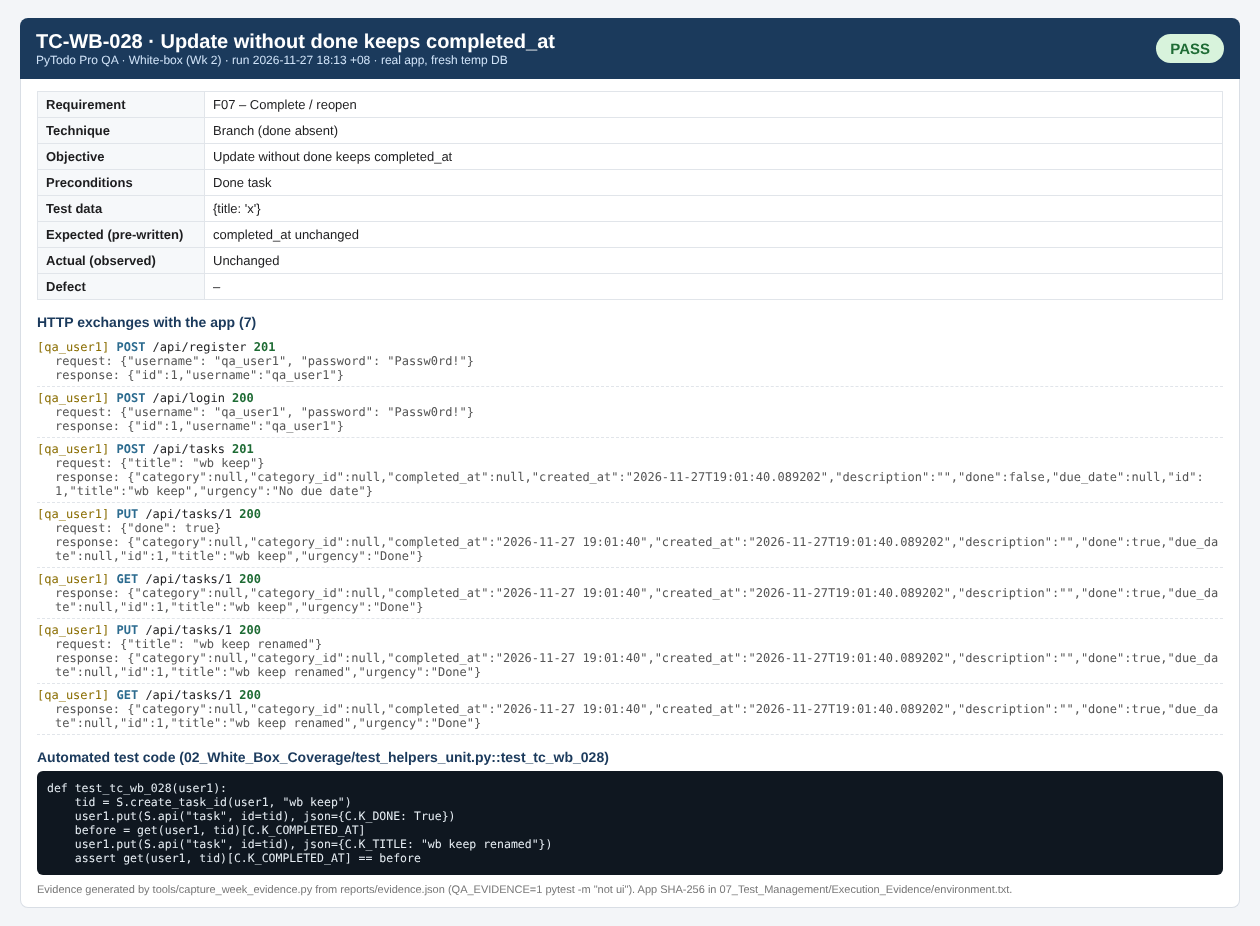 TC-WB-028 · Update without done keeps completed_at
PyTodo Pro QA · White-box (Wk 2) · run 2026-11-27 18:13 +08 · real app, fresh temp DB
PASS
Requirement F07 – Complete / reopen
Technique Branch (done absent)
Objective Update without done keeps completed_at
Preconditions Done task
Test data {title: 'x'}
Expected (pre-written) completed_at unchanged
Actual (observed) Unchanged
Defect –
HTTP exchanges with the app (7)
[qa_user1] POST /api/register 201
request: {"username": "qa_user1", "password": "Passw0rd!"}
response: {"id":1,"username":"qa_user1"}
[qa_user1] POST /api/login 200
request: {"username": "qa_user1", "password": "Passw0rd!"}
response: {"id":1,"username":"qa_user1"}
[qa_user1] POST /api/tasks 201
request: {"title": "wb keep"}
response: {"category":null,"category_id":null,"completed_at":null,"created_at":"2026-11-27T19:01:40.089202","description":"","done":false,"due_date":null,"id":
1,"title":"wb keep","urgency":"No due date"}
[qa_user1] PUT /api/tasks/1 200
request: {"done": true}
response: {"category":null,"category_id":null,"completed_at":"2026-11-27 19:01:40","created_at":"2026-11-27T19:01:40.089202","description":"","done":true,"due_da
te":null,"id":1,"title":"wb keep","urgency":"Done"}
[qa_user1] GET /api/tasks/1 200
response: {"category":null,"category_id":null,"completed_at":"2026-11-27 19:01:40","created_at":"2026-11-27T19:01:40.089202","description":"","done":true,"due_da
te":null,"id":1,"title":"wb keep","urgency":"Done"}
[qa_user1] PUT /api/tasks/1 200
request: {"title": "wb keep renamed"}
response: {"category":null,"category_id":null,"completed_at":"2026-11-27 19:01:40","created_at":"2026-11-27T19:01:40.089202","description":"","done":true,"due_da
te":null,"id":1,"title":"wb keep renamed","urgency":"Done"}
[qa_user1] GET /api/tasks/1 200
response: {"category":null,"category_id":null,"completed_at":"2026-11-27 19:01:40","created_at":"2026-11-27T19:01:40.089202","description":"","done":true,"due_da
te":null,"id":1,"title":"wb keep renamed","urgency":"Done"}
Automated test code (02_White_Box_Coverage/test_helpers_unit.py::test_tc_wb_028)
def test_tc_wb_028(user1):
    tid = S.create_task_id(user1, "wb keep")
    user1.put(S.api("task", id=tid), json={C.K_DONE: True})
    before = get(user1, tid)[C.K_COMPLETED_AT]
    user1.put(S.api("task", id=tid), json={C.K_TITLE: "wb keep renamed"})
    assert get(user1, tid)[C.K_COMPLETED_AT] == before
Evidence generated by tools/capture_week_evidence.py from reports/evidence.json (QA_EVIDENCE=1 pytest -m "not ui"). App SHA-256 in 07_Test_Management/Execution_Evidence/environment.txt.